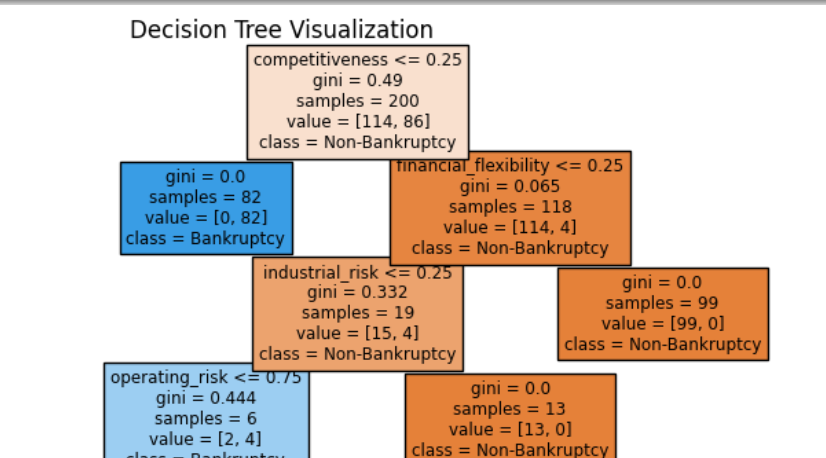 Decision Tree Visualization
competitiveness <= 0.25
gini = 0.49
samples = 200
value = [114, 86]
class = Non-Bankruptcy
gini = 0.0
samples = 82
value = [0, 82]
class = Bankruptcy
financial_flexibility <= 0.25
gini = 0.065
samples = 118
value = [114, 4]
class = Non-Bankruptcy
industrial_risk <= 0.25
gini = 0.332
samples = 19
value = [15, 4]
class = Non-Bankruptcy
gini = 0.0
samples = 99
value = [99, 0]
class = Non-Bankruptcy
operating_risk <= 0.75
gini = 0.444
samples = 6
value = [2, 4]
class = Bankruptcy
gini = 0.0
samples = 13
value = [13, 0]
class = Non-Bankruptcy